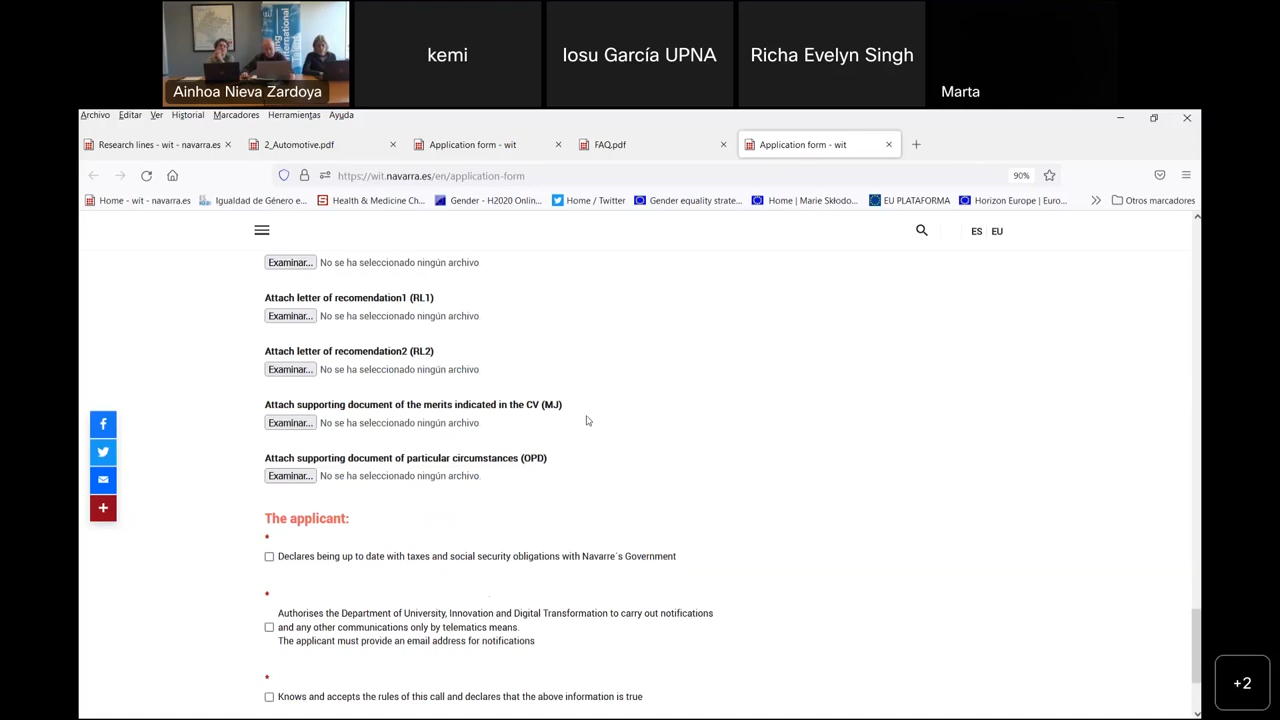 kemi
Iosu García UPNA
Richa Evelyn Singh
Ainhoa Nieva Zardoya
Marta
Archivo Editar Ver Historial Marcadores Herramientas Ayuda
Research lines - wit - navarra.es
2_Automotive.pdf
Application form - wit
FAQ.pdf
Application form - wit
https://wit.navarra.es/en/application-form
90%
Home - wit - navarra.es
Igualdad de Género e...
Health & Medicine Ch...
Gender - H2020 Onlin...
Home / Twitter
Gender equality strate...
Home | Marie Skłodo...
EU PLATAFORMA
Horizon Europe | Euro...
Otros marcadores
ES EU
Examinar... No se ha seleccionado ningún archivo
Attach letter of recomendation1 (RL1)
Examinar... No se ha seleccionado ningún archivo
Attach letter of recomendation2 (RL2)
Examinar... No se ha seleccionado ningún archivo
Attach supporting document of the merits indicated in the CV (MJ)
Examinar... No se ha seleccionado ningún archivo
Attach supporting document of particular circumstances (OPD)
Examinar... No se ha seleccionado ningún archivo.
The applicant:
*
Declares being up to date with taxes and social security obligations with Navarre´s Government
*
Authorises the Department of University, Innovation and Digital Transformation to carry out notifications
and any other communications only by telematics means.
The applicant must provide an email address for notifications
*
Knows and accepts the rules of this call and declares that the above information is true
+2